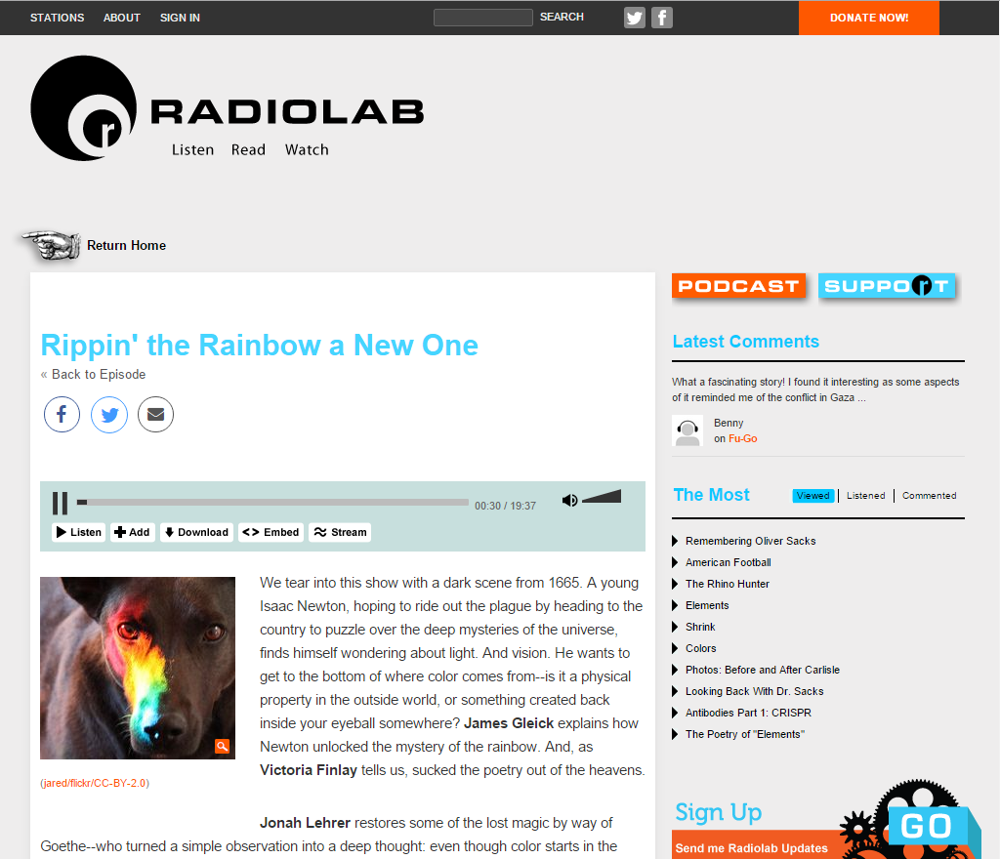 STATIONS ABOUT SIGN IN SEARCH DONATE NOW!
r RADIOLAB
Listen Read Watch
Return Home
Rippin' the Rainbow a New One
« Back to Episode
00:30 / 19:37
Listen Add Download <> Embed Stream
We tear into this show with a dark scene from 1665. A young
Isaac Newton, hoping to ride out the plague by heading to the
country to puzzle over the deep mysteries of the universe,
finds himself wondering about light. And vision. He wants to
get to the bottom of where color comes from--is it a physical
property in the outside world, or something created back
inside your eyeball somewhere? James Gleick explains how
Newton unlocked the mystery of the rainbow. And, as
Victoria Finlay tells us, sucked the poetry out of the heavens.
(jared/flickr/CC-BY-2.0)
Jonah Lehrer restores some of the lost magic by way of
Goethe--who turned a simple observation into a deep thought: even though color starts in the
PODCAST SUPPORT
Latest Comments
What a fascinating story! I found it interesting as some aspects
of it reminded me of the conflict in Gaza ...
Benny
on Fu-Go
The Most Viewed Listened Commented
Remembering Oliver Sacks
American Football
The Rhino Hunter
Elements
Shrink
Colors
Photos: Before and After Carlisle
Looking Back With Dr. Sacks
Antibodies Part 1: CRISPR
The Poetry of "Elements"
Sign Up
GO
Send me Radiolab Updates